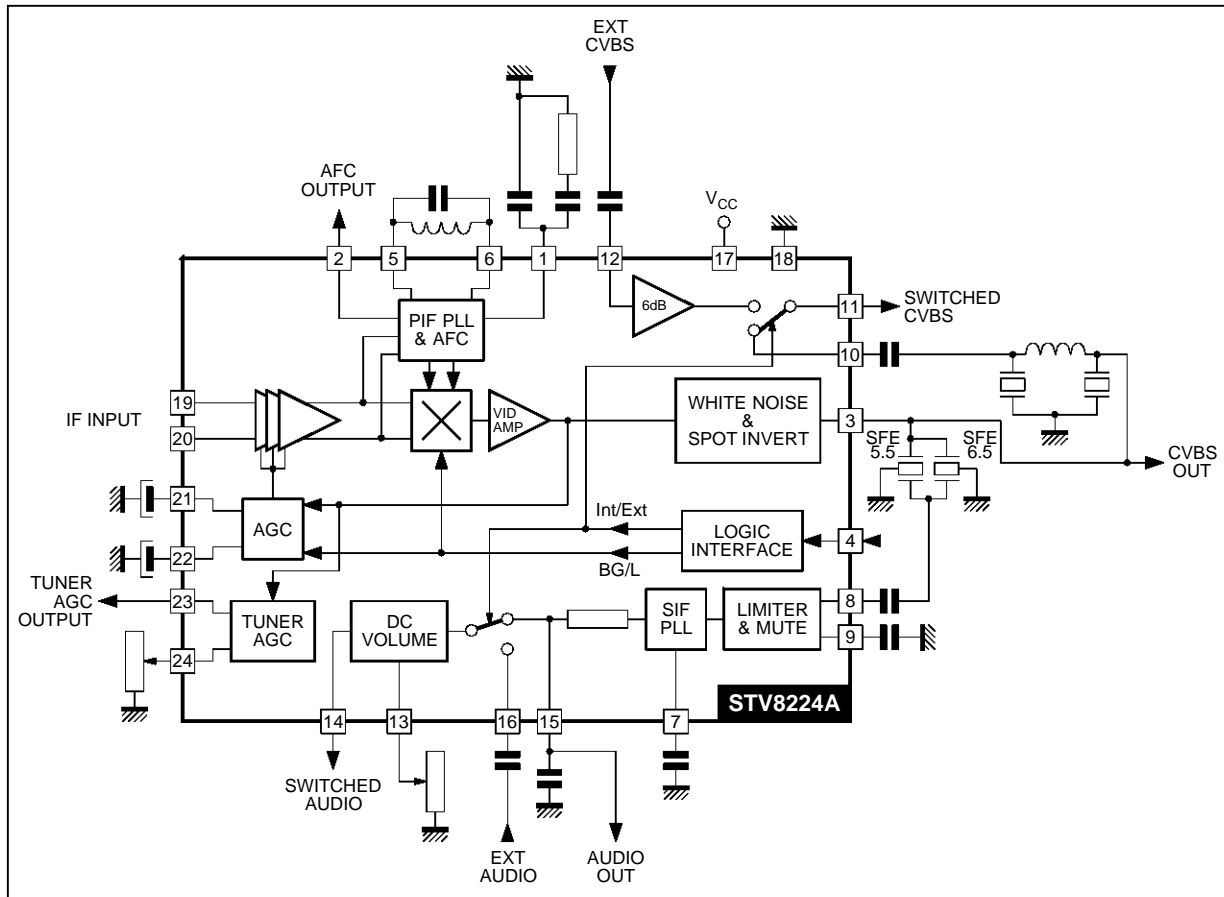 EXT
CVBS
AFC
OUTPUT
VCC
2
5
6
1
12
17
18
6dB
11
SWITCHED
CVBS
PIF PLL
& AFC
10
19
IF INPUT
20
VID
AMP
WHITE NOISE
&
SPOT INVERT
3
SFE
5.5
SFE
6.5
CVBS
OUT
21
AGC
Int/Ext
LOGIC
INTERFACE
4
22
BG/L
TUNER
AGC
OUTPUT
23
TUNER
AGC
DC
VOLUME
SIF
PLL
LIMITER
& MUTE
8
9
24
STV8224A
14
13
16
15
7
SWITCHED
AUDIO
EXT
AUDIO
AUDIO
OUT